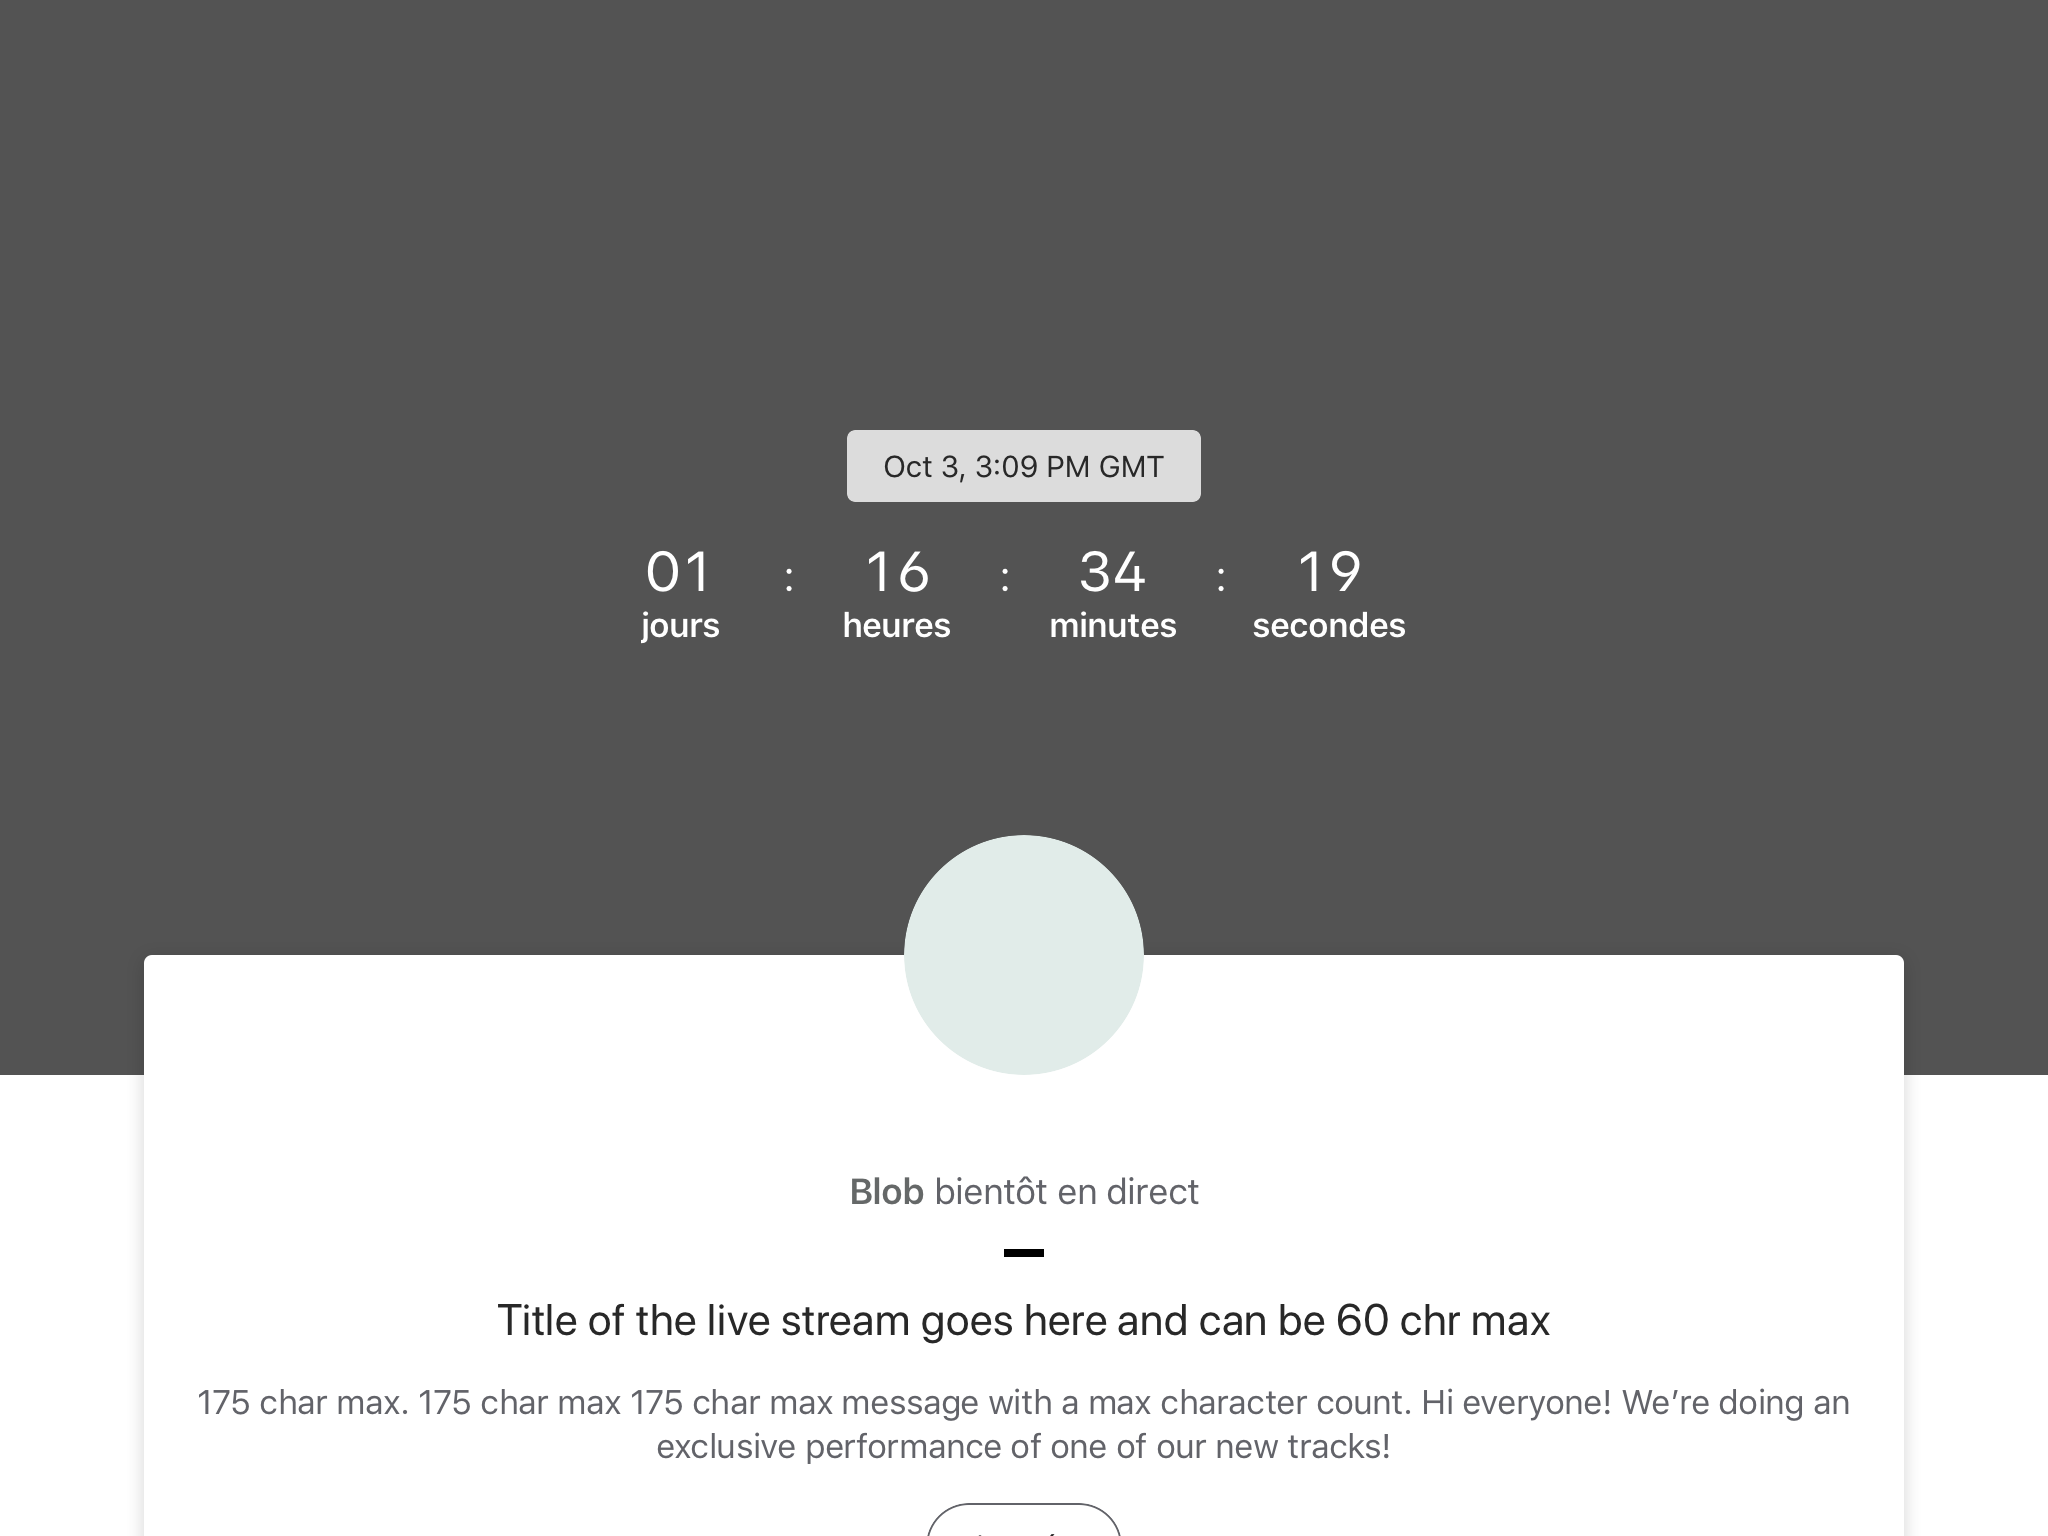 Oct 3, 3:09 PM GMT
01 : 16 : 34 : 19
jours heures minutes secondes
Blob bientôt en direct
Title of the live stream goes here and can be 60 chr max
175 char max. 175 char max 175 char max message with a max character count. Hi everyone! We’re doing an
exclusive performance of one of our new tracks!